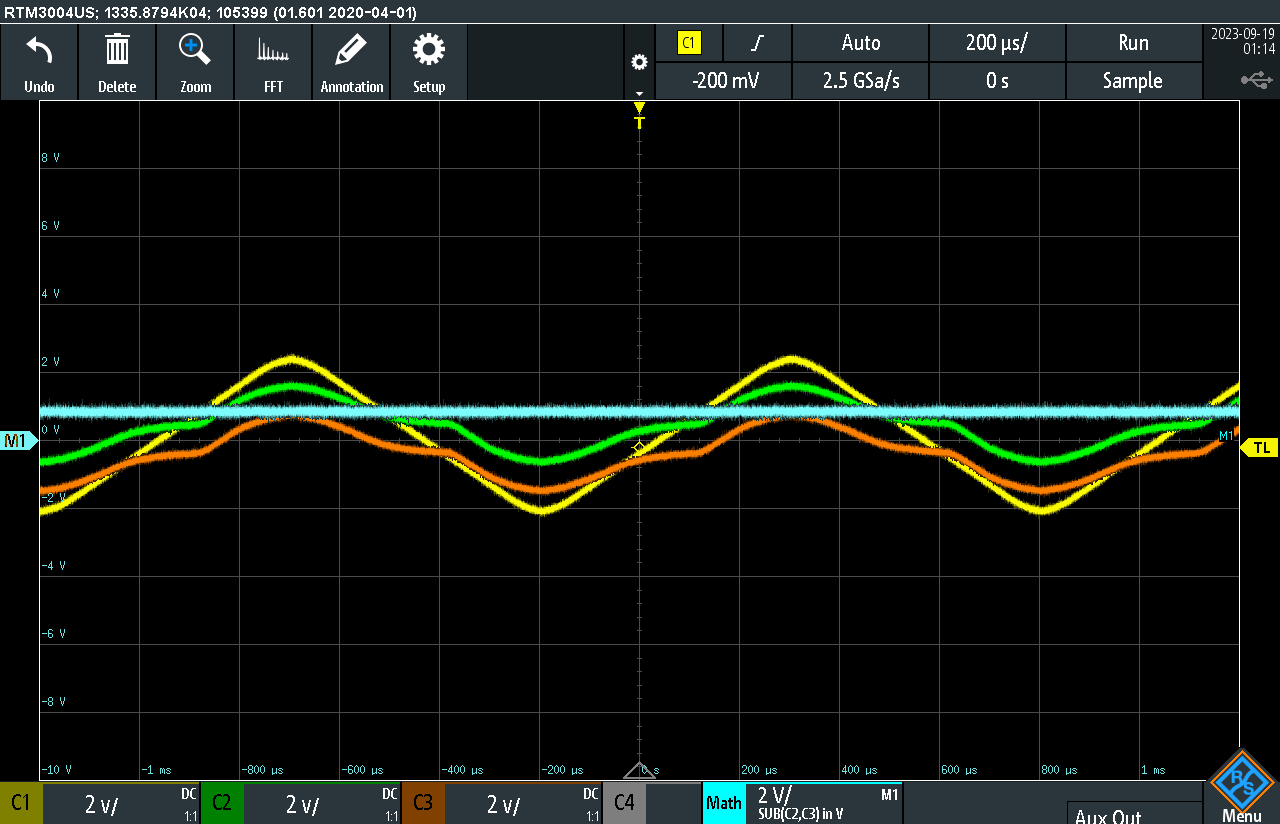 RTM3004US; 1335.8794K04; 105399 (01.601 2020-04-01)
Undo
Delete
Zoom
FFT
Annotation
Setup
C1
Auto
200 µs/
Run
2023-09-19
01:14
-200 mV
2.5 GSa/s
0 s
Sample
T
8 V
6 V
4 V
2 V
0 V
M1
M1
TL
-2 V
-4 V
-6 V
-8 V
-10 V
-1 ms
-800 µs
-600 µs
-400 µs
-200 µs
0 s
200 µs
400 µs
600 µs
800 µs
1 ms
C1
2 V/
DC
1:1
C2
2 V/
DC
1:1
C3
2 V/
DC
1:1
C4
Math
2 V/
M1
SUB(C2,C3) in V
Aux Out
R S
Menu